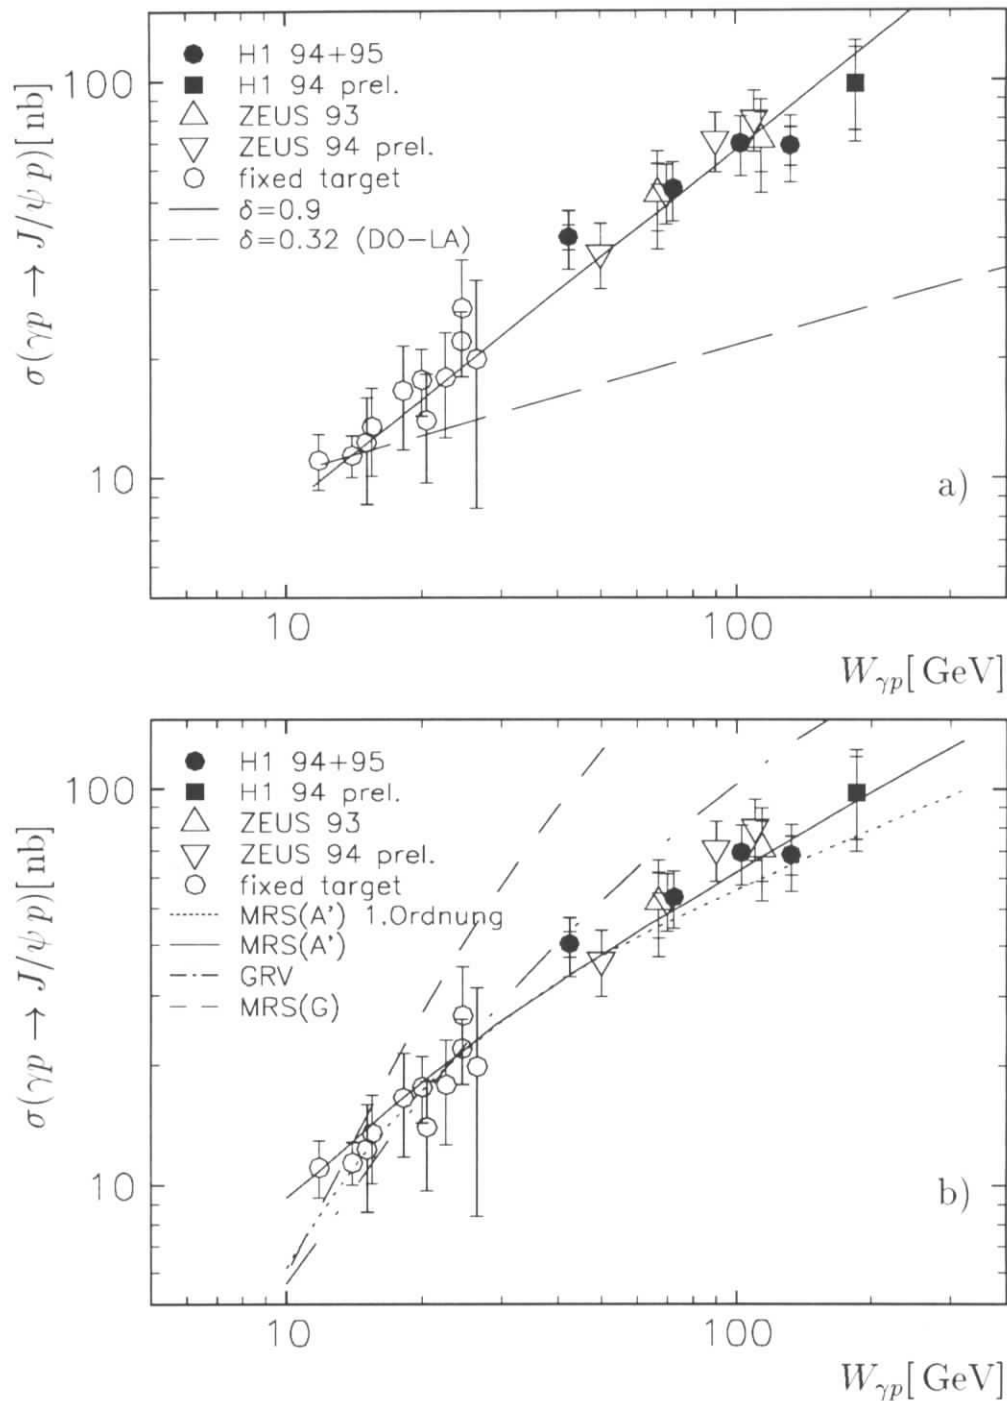 σ(γp → J/ψ p)[nb]
100
10
H1 94+95
H1 94 prel.
ZEUS 93
ZEUS 94 prel.
fixed target
δ=0.9
δ=0.32 (DO-LA)
a)
10
100
W_γp[GeV]
σ(γp → J/ψ p)[nb]
100
10
H1 94+95
H1 94 prel.
ZEUS 93
ZEUS 94 prel.
fixed target
MRS(A') 1.Ordnung
MRS(A')
GRV
MRS(G)
b)
10
100
W_γp[GeV]